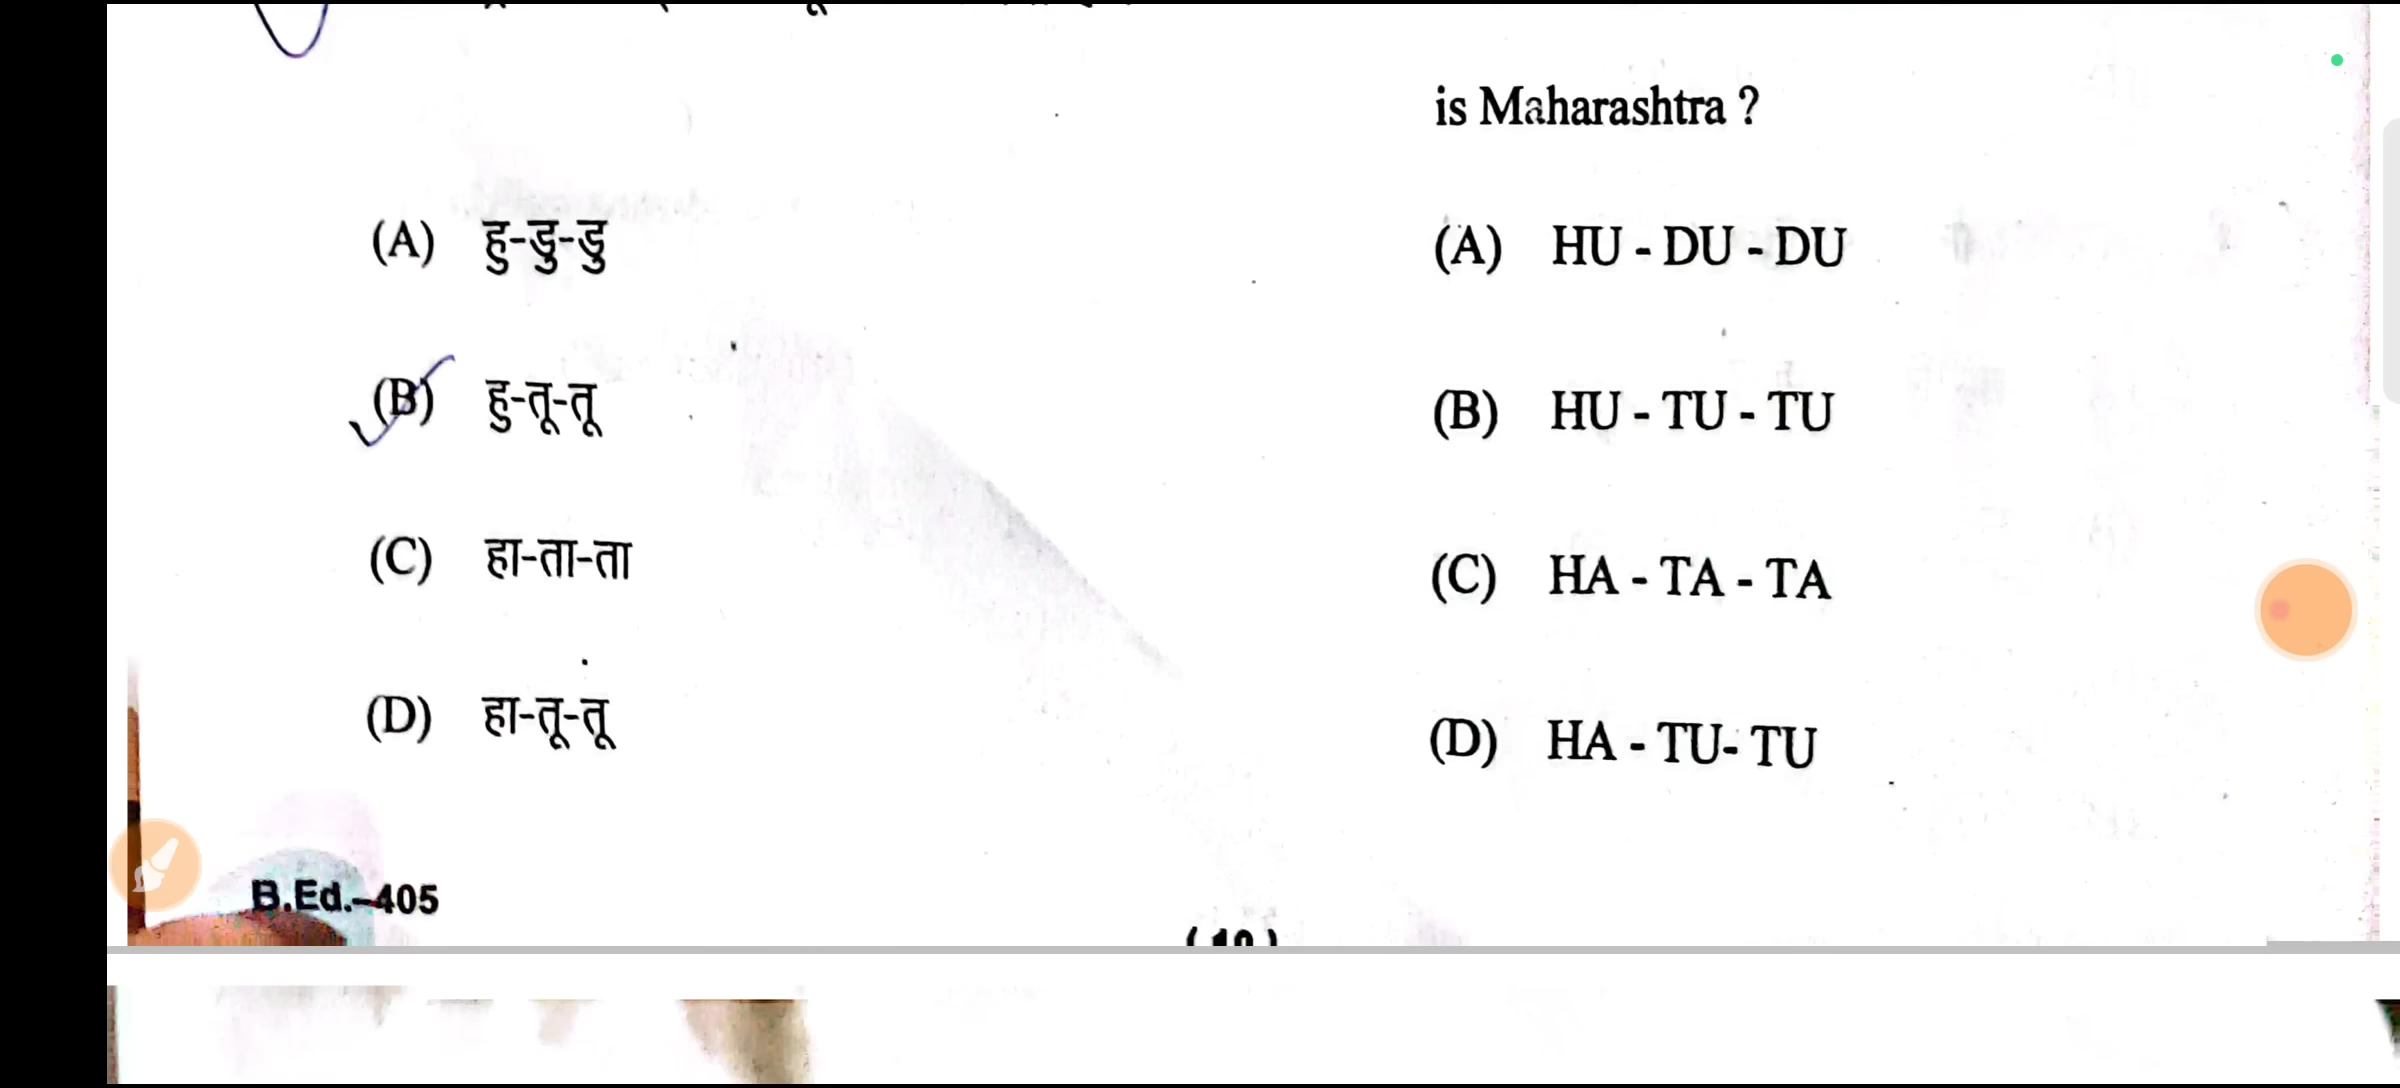 is Maharashtra ?
(A) हु-डु-डु
(B) हु-तू-तू
(C) हा-ता-ता
(D) हा-तू-तू
(A) HU - DU - DU
(B) HU - TU - TU
(C) HA - TA - TA
(D) HA - TU- TU
B.Ed.-405